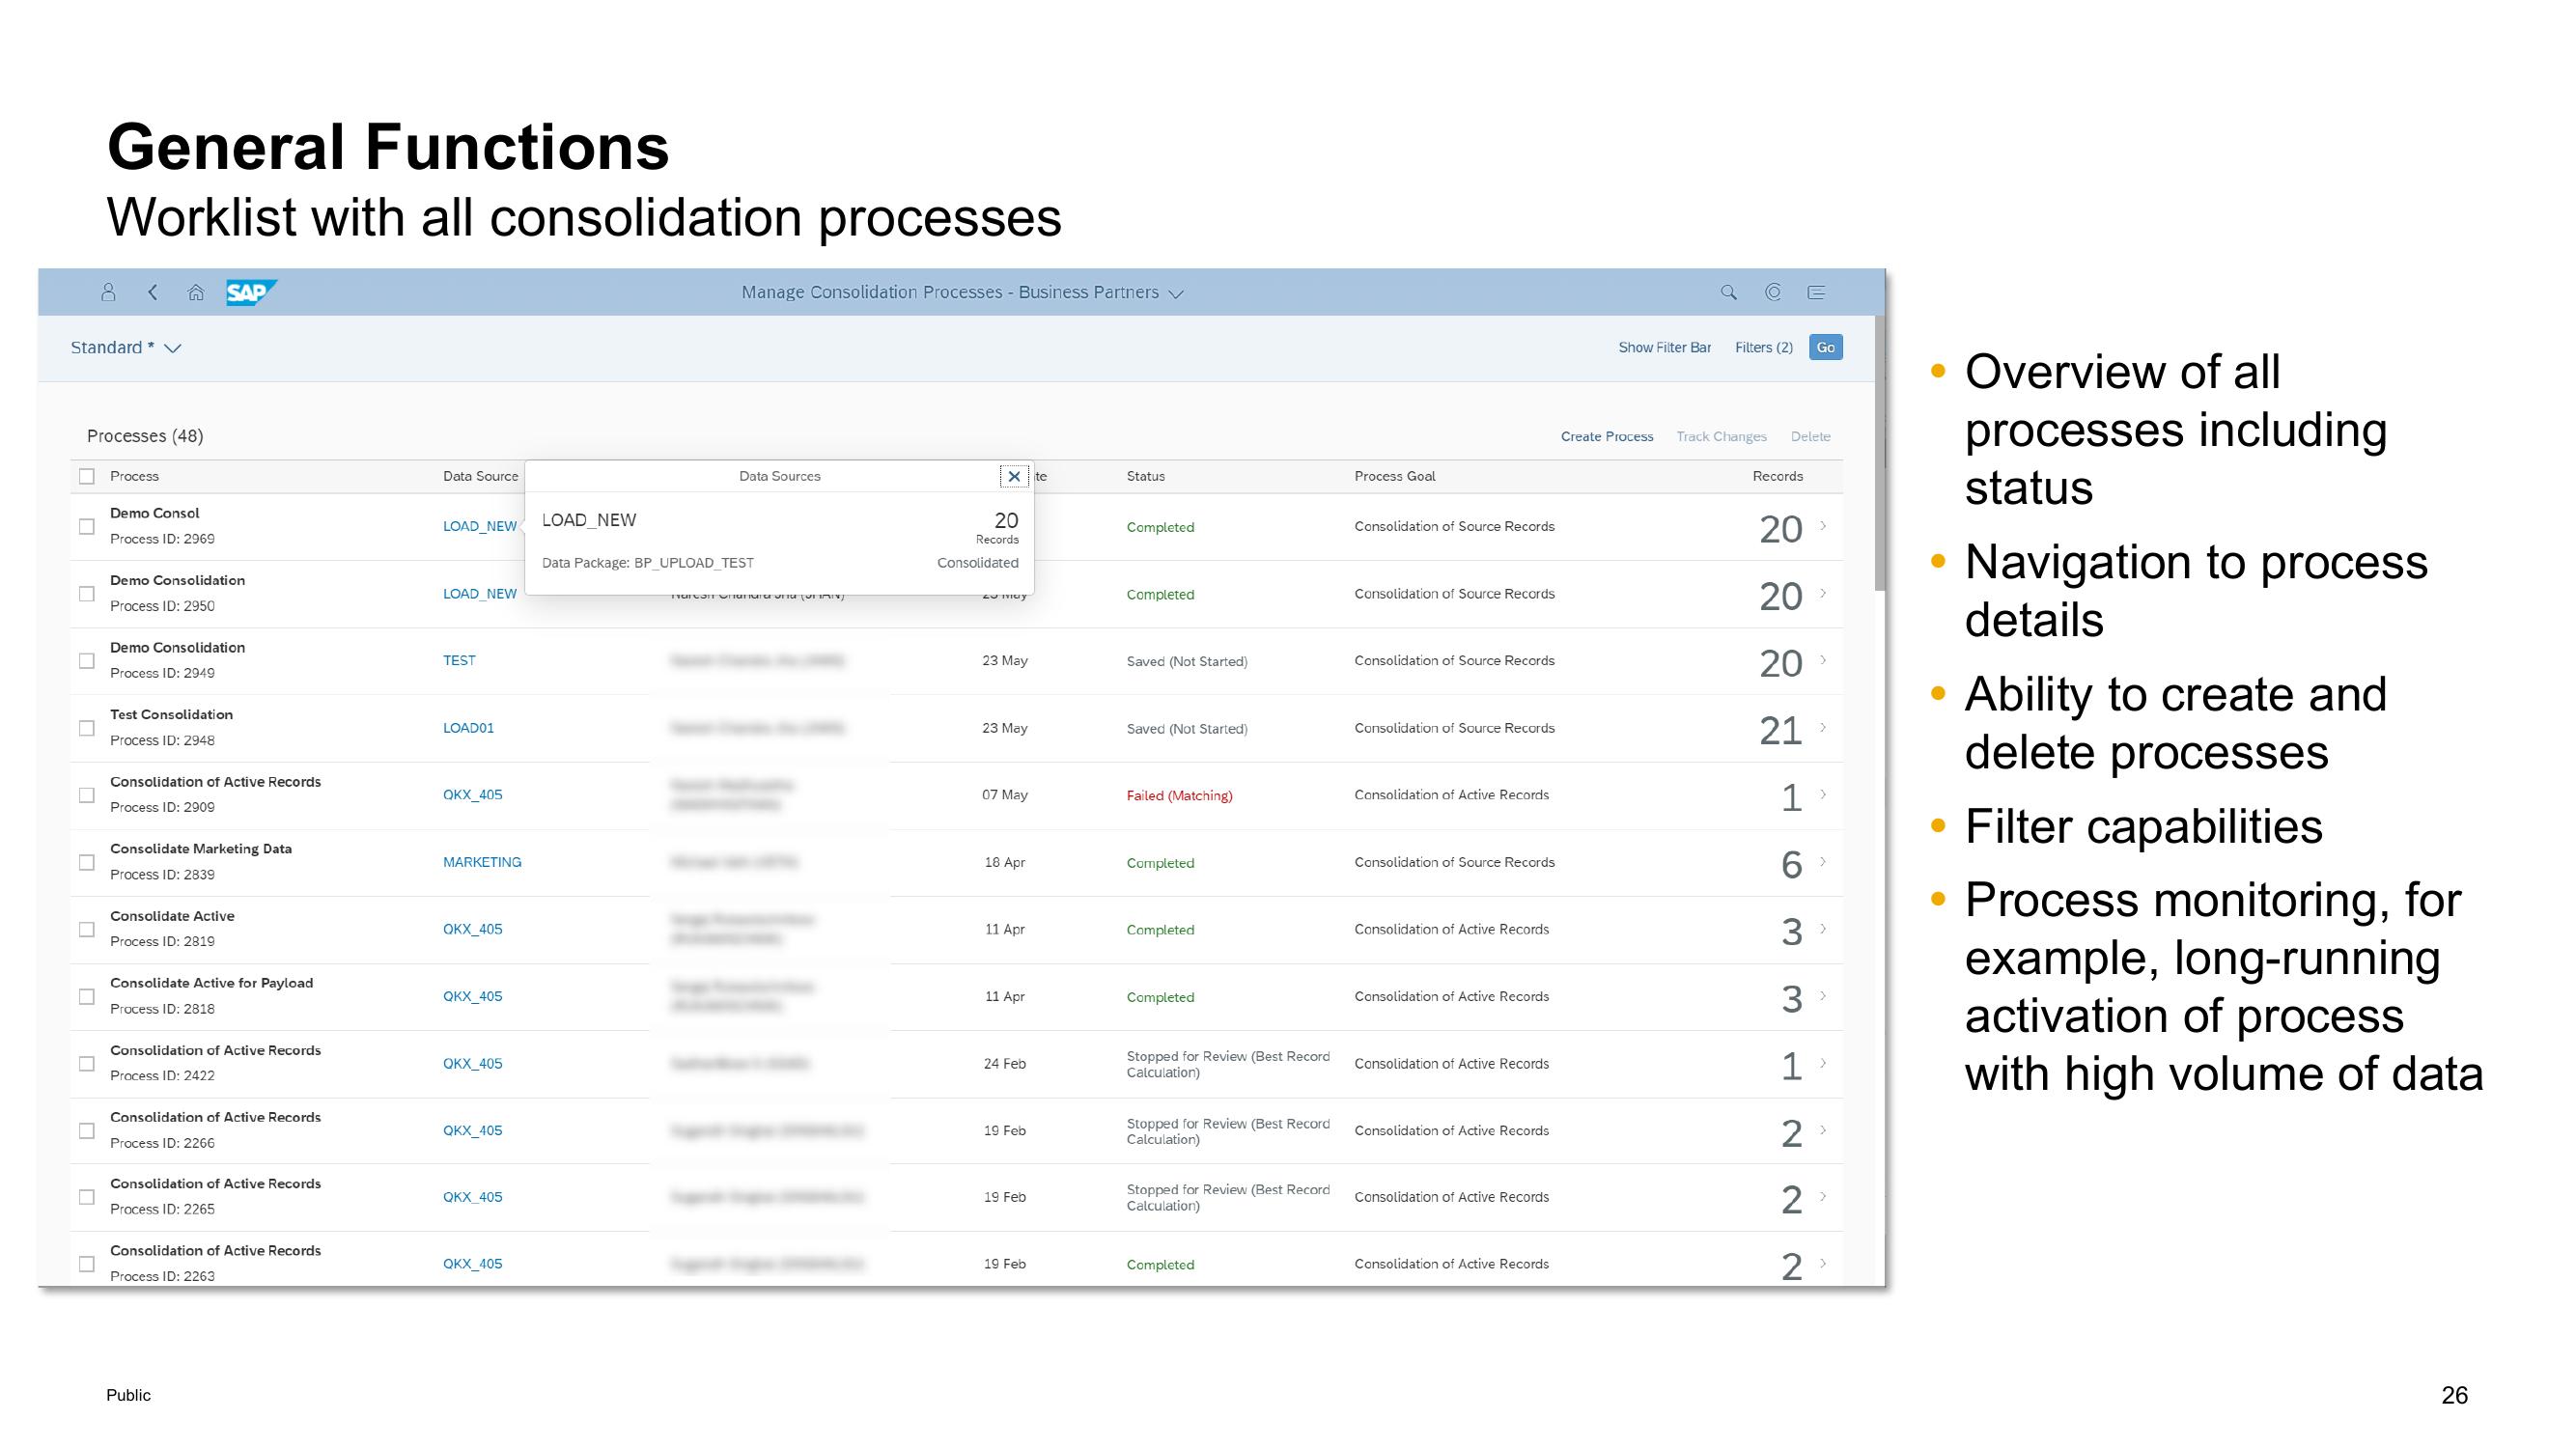 General Functions
Worklist with all consolidation processes
SAP
Manage Consolidation Processes - Business Partners
Standard *
Show Filter Bar Filters (2) Go
Processes (48)
Create Process Track Changes Delete
Process Data Source te Status Process Goal Records
Data Sources
LOAD_NEW 20
Records
Data Package: BP_UPLOAD_TEST Consolidated
Demo Consol
Process ID: 2969
LOAD_NEW Completed Consolidation of Source Records 20
Demo Consolidation
Process ID: 2950
LOAD_NEW 23 May Completed Consolidation of Source Records 20
Demo Consolidation
Process ID: 2949
TEST 23 May Saved (Not Started) Consolidation of Source Records 20
Test Consolidation
Process ID: 2948
LOAD01 23 May Saved (Not Started) Consolidation of Source Records 21
Consolidation of Active Records
Process ID: 2909
QKX_405 07 May Failed (Matching) Consolidation of Active Records 1
Consolidate Marketing Data
Process ID: 2839
MARKETING 18 Apr Completed Consolidation of Source Records 6
Consolidate Active
Process ID: 2819
QKX_405 11 Apr Completed Consolidation of Active Records 3
Consolidate Active for Payload
Process ID: 2818
QKX_405 11 Apr Completed Consolidation of Active Records 3
Consolidation of Active Records
Process ID: 2422
QKX_405 24 Feb Stopped for Review (Best Record
Calculation)
Consolidation of Active Records 1
Consolidation of Active Records
Process ID: 2266
QKX_405 19 Feb Stopped for Review (Best Record
Calculation)
Consolidation of Active Records 2
Consolidation of Active Records
Process ID: 2265
QKX_405 19 Feb Stopped for Review (Best Record
Calculation)
Consolidation of Active Records 2
Consolidation of Active Records
Process ID: 2263
QKX_405 19 Feb Completed Consolidation of Active Records 2
• Overview of all
processes including
status
• Navigation to process
details
• Ability to create and
delete processes
• Filter capabilities
• Process monitoring, for
example, long-running
activation of process
with high volume of data
Public
26